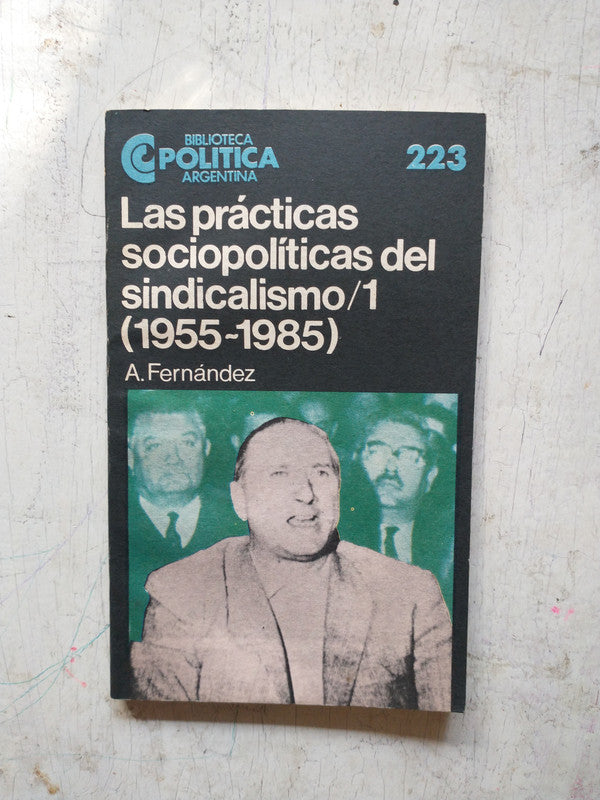 BIBLIOTECA
POLITICA
ARGENTINA
223
Las prácticas
sociopolíticas del
sindicalismo/1
(1955~1985)
A. Fernández